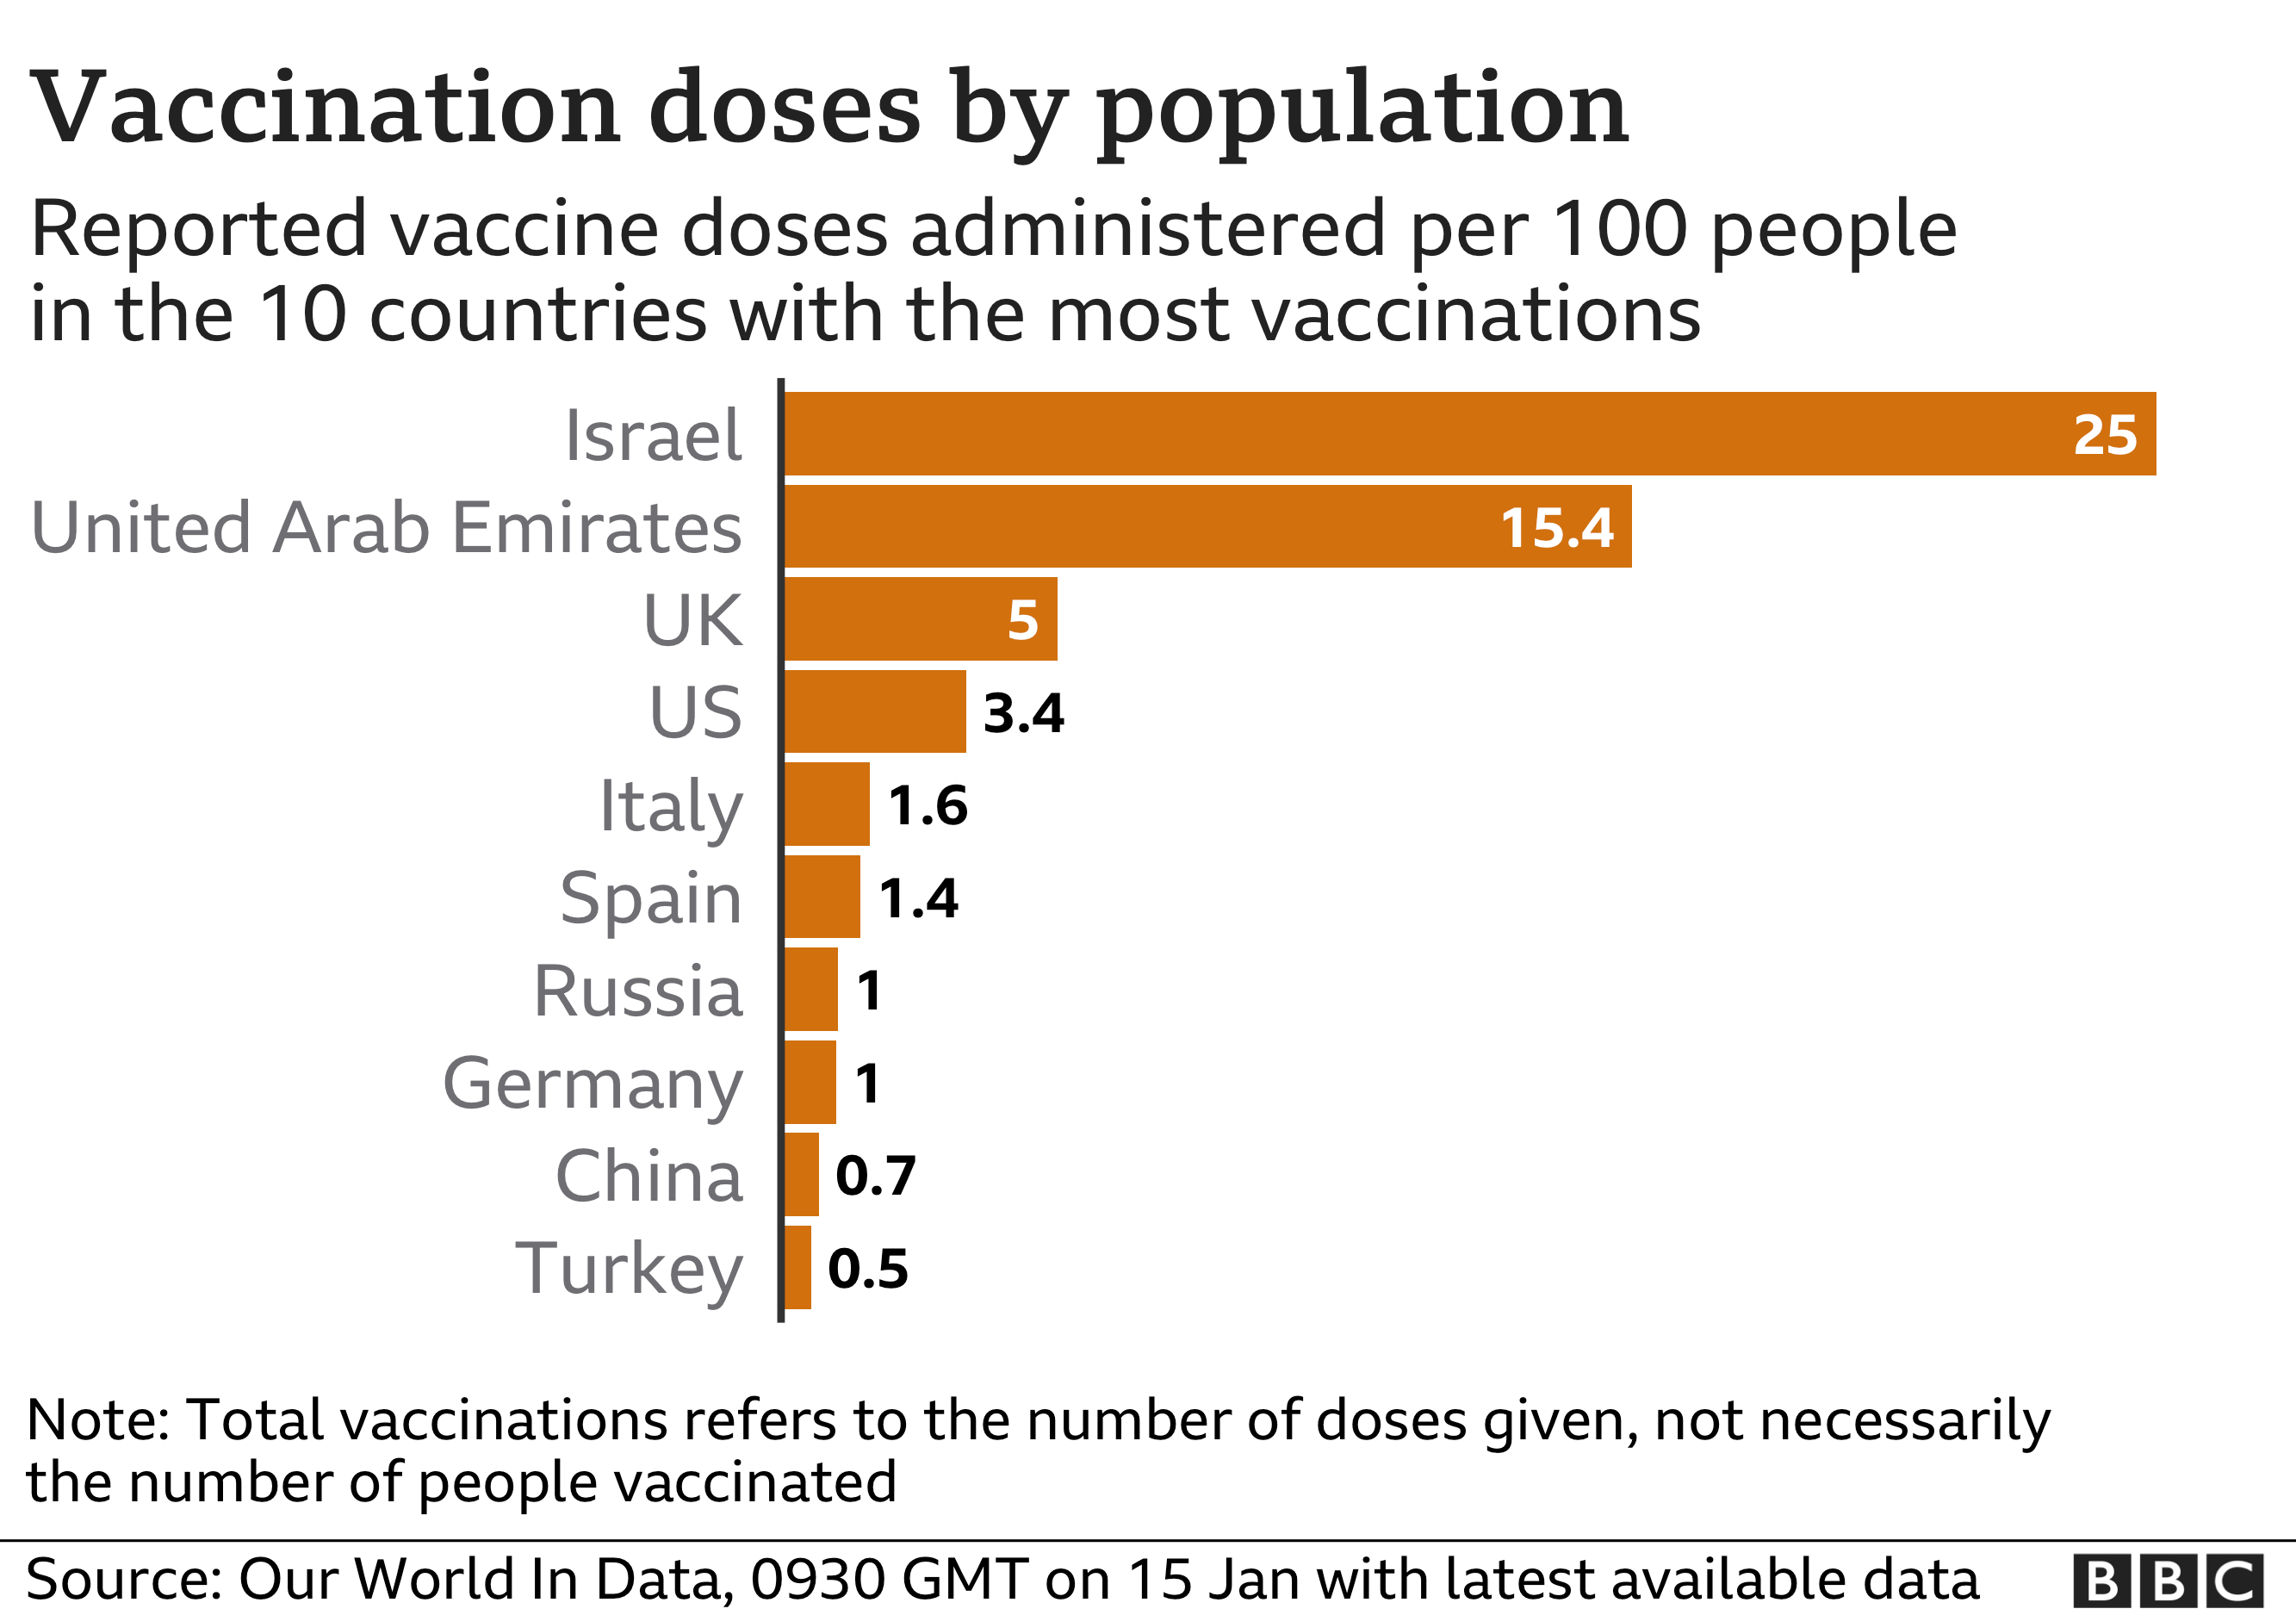 Vaccination doses by population
Reported vaccine doses administered per 100 people
in the 10 countries with the most vaccinations
Israel 25
United Arab Emirates 15.4
UK 5
US 3.4
Italy 1.6
Spain 1.4
Russia 1
Germany 1
China 0.7
Turkey 0.5
Note: Total vaccinations refers to the number of doses given, not necessarily
the number of people vaccinated
Source: Our World In Data, 0930 GMT on 15 Jan with latest available data BBC